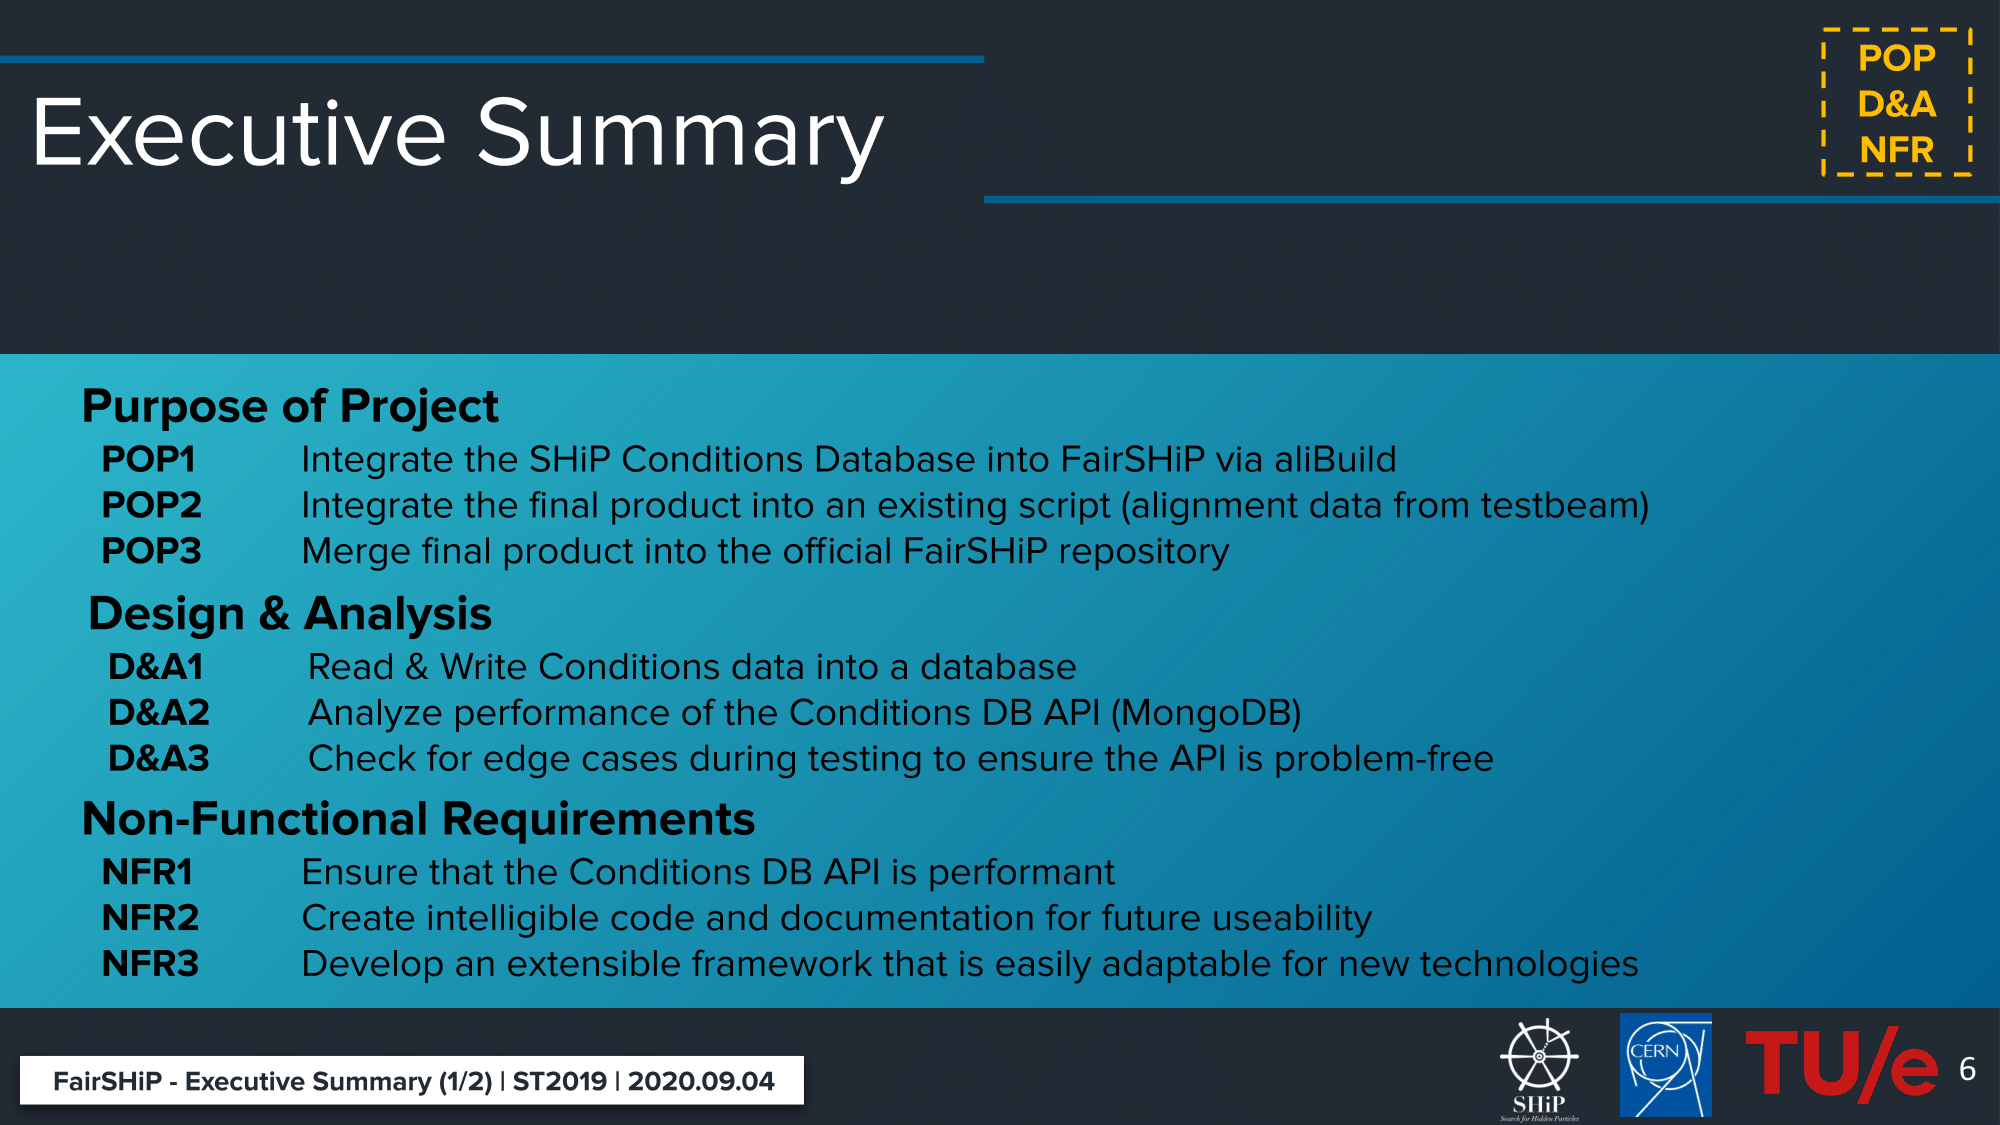 Executive Summary
POP
D&A
NFR
Purpose of Project
POP1 Integrate the SHiP Conditions Database into FairSHiP via aliBuild
POP2 Integrate the final product into an existing script (alignment data from testbeam)
POP3 Merge final product into the official FairSHiP repository
Design & Analysis
D&A1 Read & Write Conditions data into a database
D&A2 Analyze performance of the Conditions DB API (MongoDB)
D&A3 Check for edge cases during testing to ensure the API is problem-free
Non-Functional Requirements
NFR1 Ensure that the Conditions DB API is performant
NFR2 Create intelligible code and documentation for future useability
NFR3 Develop an extensible framework that is easily adaptable for new technologies
FairSHiP - Executive Summary (1/2) | ST2019 | 2020.09.04
SHiP
Search for Hidden Particles
CERN
TU/e
6